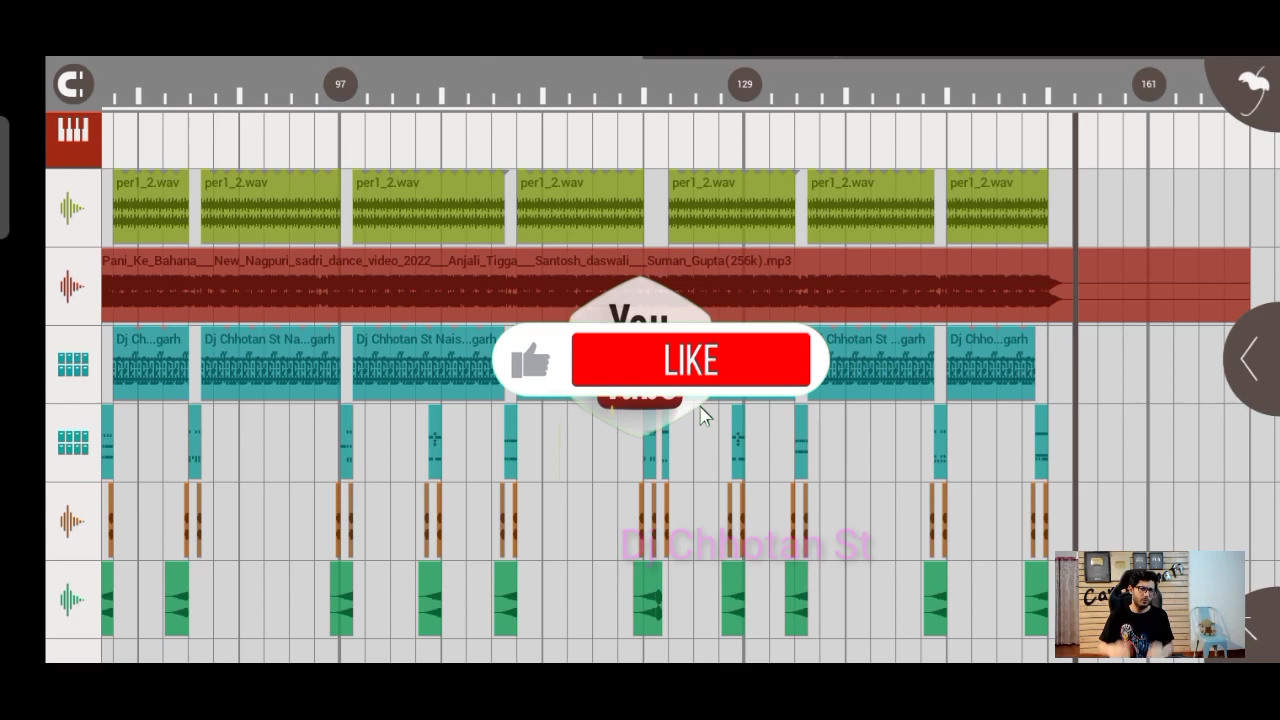 97
129
161
per1_2.wav
per1_2.wav
per1_2.wav
per1_2.wav
per1_2.wav
per1_2.wav
per1_2.wav
Pani_Ke_Bahana___New_Nagpuri_sadri_dance_video_2022___Anjali_Tigga___Santosh_daswali___Suman_Gupta(256k).mp3
You
Dj Ch...garh
Dj Chhotan St Na...garh
Dj Chhotan St Nais...garh
Chhotan St ...garh
Dj Chho...garh
LIKE
Dj Chhotan St